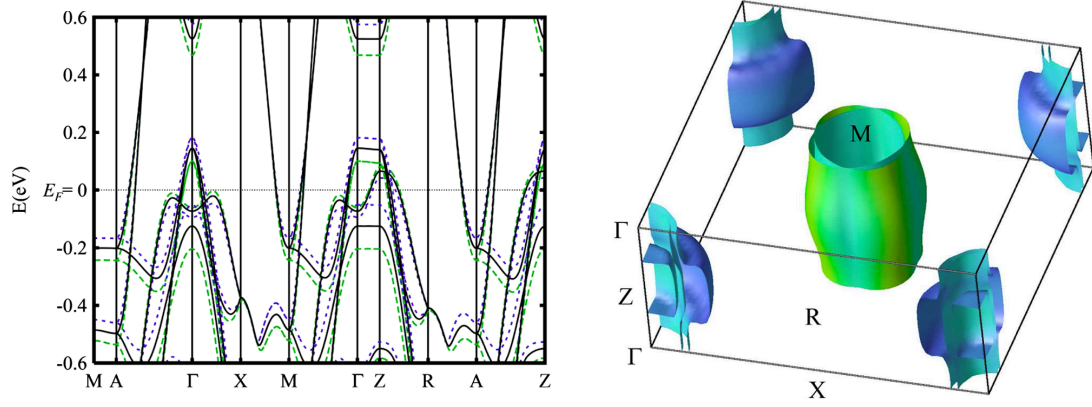 0.6
0.4
0.2
E_F = 0
-0.2
-0.4
-0.6
E(eV)
M A Γ X M Γ Z R A Z
M
Γ
Z
R
Γ
X